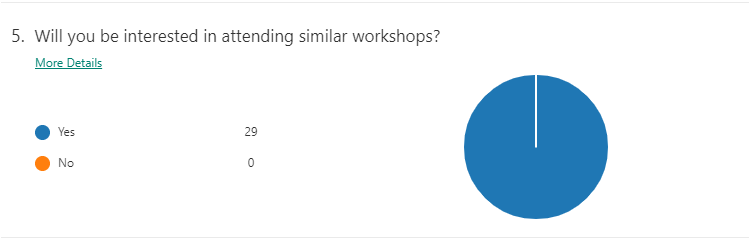 5. Will you be interested in attending similar workshops?
More Details
Yes 29
No 0